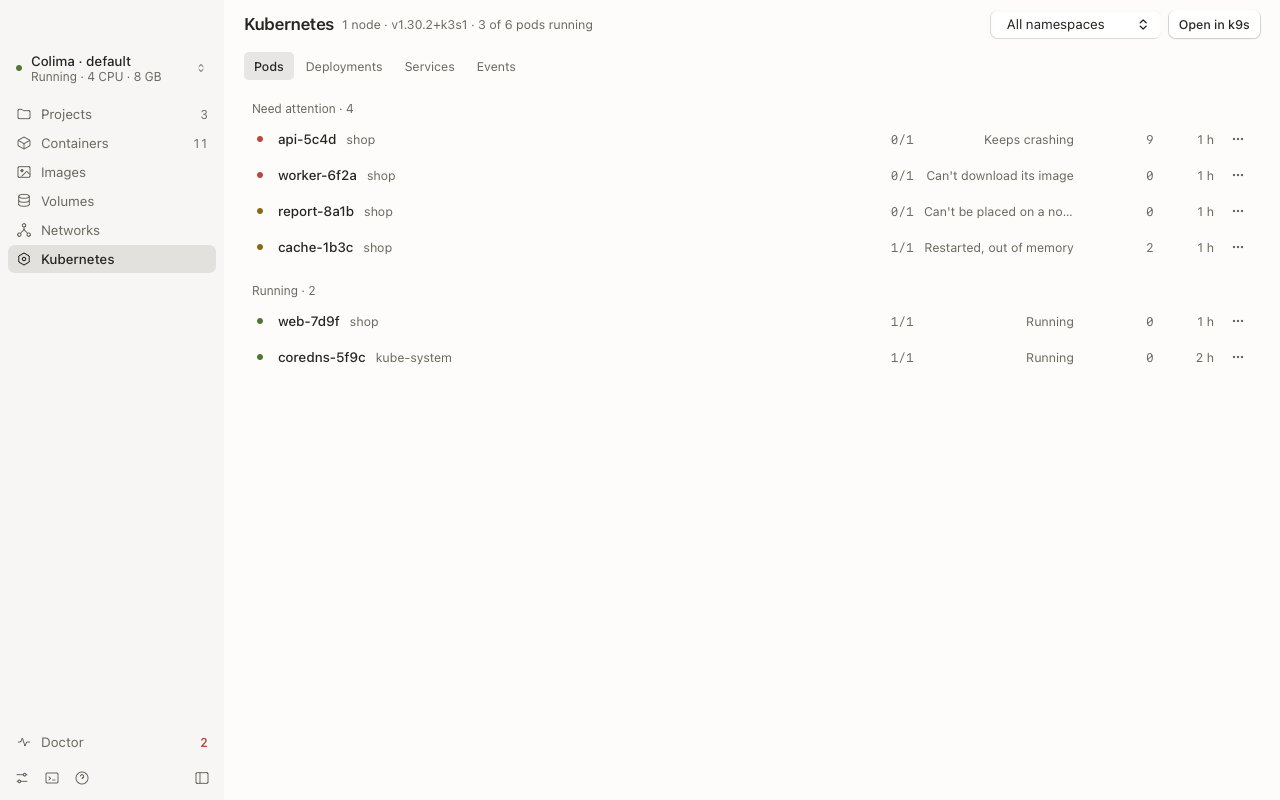 Kubernetes 1 node · v1.30.2+k3s1 · 3 of 6 pods running
All namespaces
Open in k9s
Colima · default
Running · 4 CPU · 8 GB
Projects 3
Containers 11
Images
Volumes
Networks
Kubernetes
Doctor 2
Pods Deployments Services Events
Need attention · 4
api-5c4d shop 0/1 Keeps crashing 9 1 h
worker-6f2a shop 0/1 Can't download its image 0 1 h
report-8a1b shop 0/1 Can't be placed on a no... 0 1 h
cache-1b3c shop 1/1 Restarted, out of memory 2 1 h
Running · 2
web-7d9f shop 1/1 Running 0 1 h
coredns-5f9c kube-system 1/1 Running 0 2 h